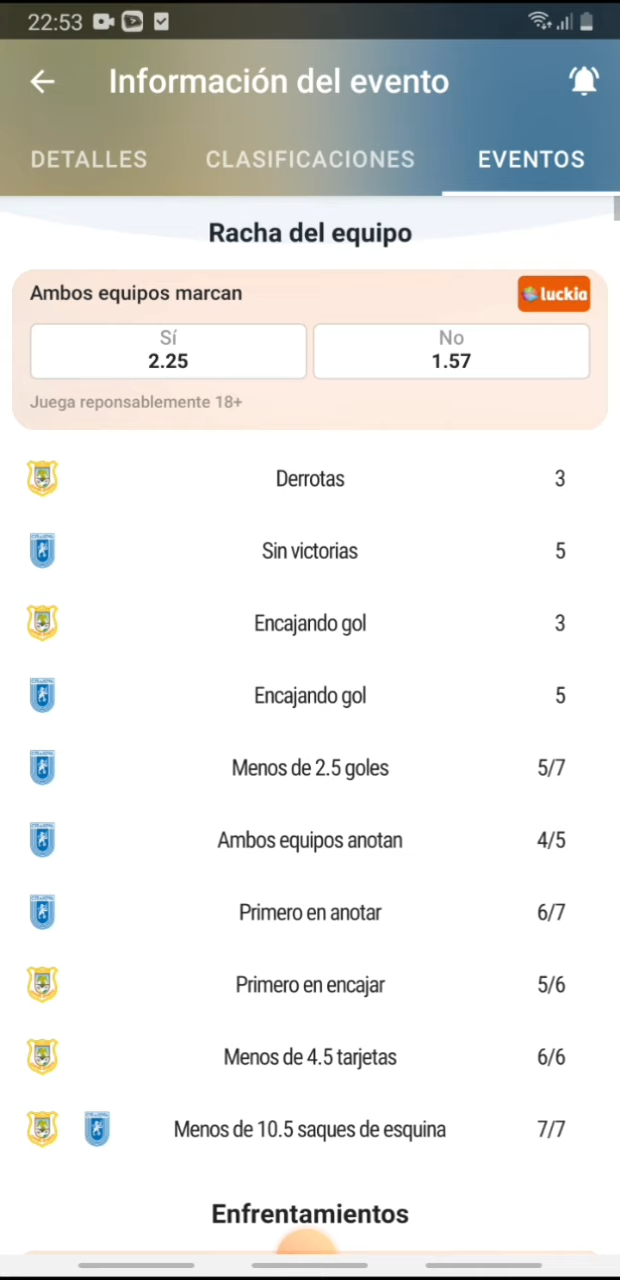 22:53
Información del evento
DETALLES
CLASIFICACIONES
EVENTOS
Racha del equipo
Ambos equipos marcan
luckia
Sí
2.25
No
1.57
Juega reponsablemente 18+
Derrotas 3
Sin victorias 5
Encajando gol 3
Encajando gol 5
Menos de 2.5 goles 5/7
Ambos equipos anotan 4/5
Primero en anotar 6/7
Primero en encajar 5/6
Menos de 4.5 tarjetas 6/6
Menos de 10.5 saques de esquina 7/7
Enfrentamientos